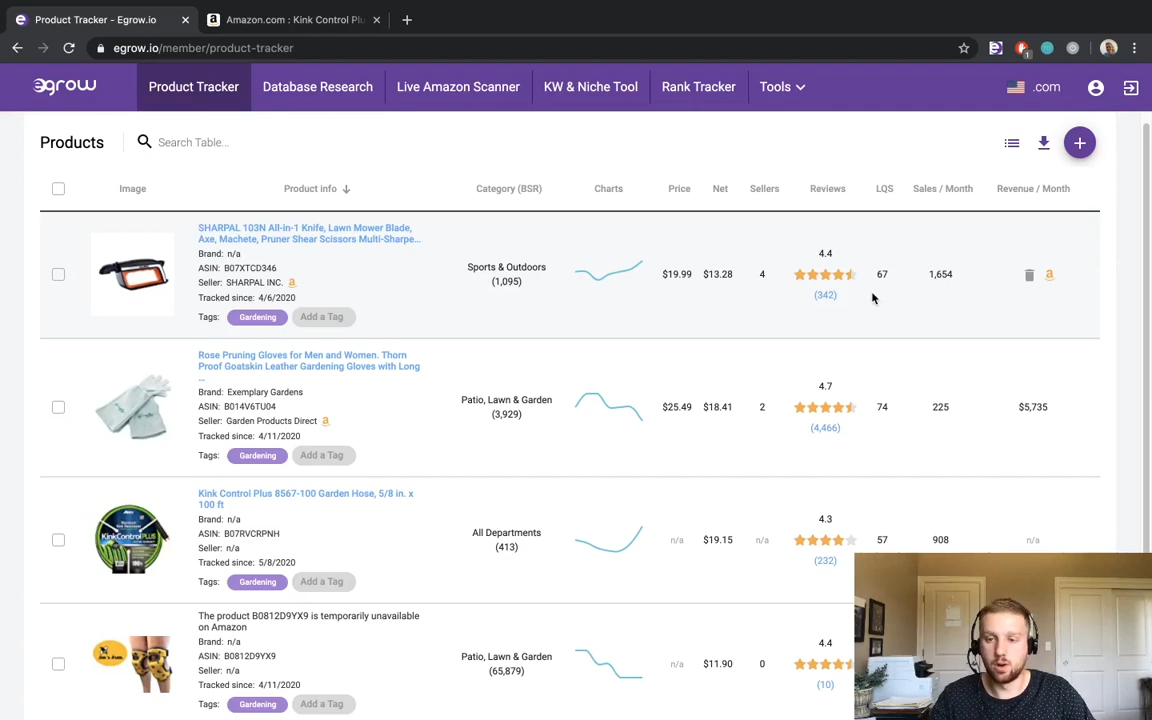 Product Tracker - Egrow.io
Amazon.com : Kink Control Plu
egrow.io/member/product-tracker
1
egrow
Product Tracker
Database Research
Live Amazon Scanner
KW & Niche Tool
Rank Tracker
Tools
.com
Products
Search Table...
Image
Product info
Category (BSR)
Charts
Price
Net
Sellers
Reviews
LQS
Sales / Month
Revenue / Month
SHARPAL 103N All-in-1 Knife, Lawn Mower Blade,
Axe, Machete, Pruner Shear Scissors Multi-Sharpe...
Brand: n/a
ASIN: B07XTCD346
Seller: SHARPAL INC.
Tracked since: 4/6/2020
Tags: Gardening Add a Tag
Sports & Outdoors
(1,095)
$19.99
$13.28
4
4.4
(342)
67
1,654
Rose Pruning Gloves for Men and Women. Thorn
Proof Goatskin Leather Gardening Gloves with Long
...
Brand: Exemplary Gardens
ASIN: B014V6TU04
Seller: Garden Products Direct
Tracked since: 4/11/2020
Tags: Gardening Add a Tag
Patio, Lawn & Garden
(3,929)
$25.49
$18.41
2
4.7
(4,466)
74
225
$5,735
Kink Control Plus 8567-100 Garden Hose, 5/8 in. x
100 ft
Brand: n/a
ASIN: B07RVCRPNH
Seller: n/a
Tracked since: 5/8/2020
Tags: Gardening Add a Tag
All Departments
(413)
n/a
$19.15
n/a
4.3
(232)
57
908
n/a
The product B0812D9YX9 is temporarily unavailable
on Amazon
Brand: n/a
ASIN: B0812D9YX9
Seller: n/a
Tracked since: 4/11/2020
Tags: Gardening Add a Tag
Patio, Lawn & Garden
(65,879)
n/a
$11.90
0
4.4
(10)
KinkControl PLUS